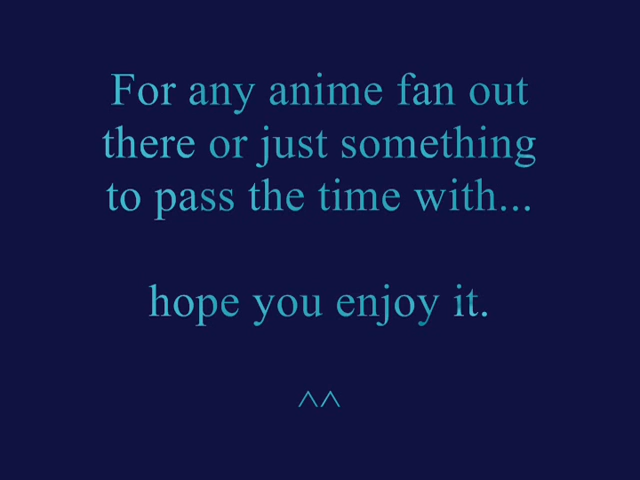 For any anime fan out
there or just something
to pass the time with...
hope you enjoy it.
^^